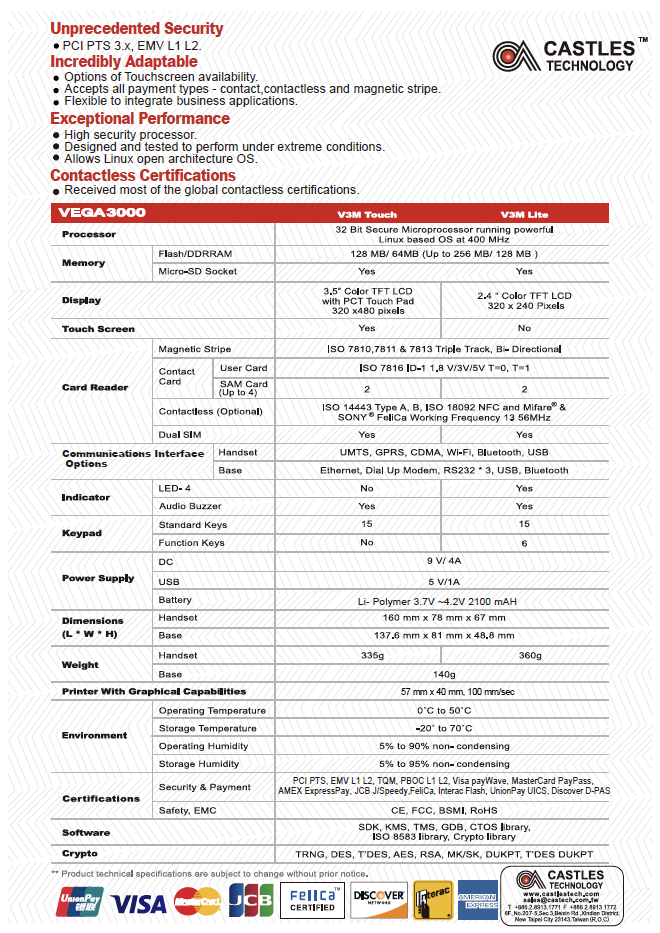 Unprecedented Security
● PCI PTS 3.x, EMV L1 L2.
Incredibly Adaptable
● Options of Touchscreen availability.
● Accepts all payment types - contact,contactless and magnetic stripe.
● Flexible to integrate business applications.
Exceptional Performance
● High security processor.
● Designed and tested to perform under extreme conditions.
● Allows Linux open architecture OS.
Contactless Certifications
● Received most of the global contactless certifications.
CASTLES TM
TECHNOLOGY
VEGA3000 V3M Touch V3M Lite
Processor 32 Bit Secure Microprocessor running powerful
Linux based OS at 400 MHz
Memory Flash/DDRRAM 128 MB/ 64MB (Up to 256 MB/ 128 MB )
Micro-SD Socket Yes Yes
Display 3.5" Color TFT LCD
with PCT Touch Pad
320 x480 pixels
2.4 " Color TFT LCD
320 x 240 Pixels
Touch Screen Yes No
Card Reader Magnetic Stripe ISO 7810,7811 & 7813 Triple Track, Bi- Directional
Contact
Card
User Card ISO 7816 ID-1 1.8 V/3V/5V T=0, T=1
SAM Card
(Up to 4)
2 2
Contactless (Optional) ISO 14443 Type A, B, ISO 18092 NFC and Mifare® &
SONY® FeliCa Working Frequency 13 56MHz
Dual SIM Yes Yes
Communications Interface
Options
Handset UMTS, GPRS, CDMA, Wi-Fi, Bluetooth, USB
Base Ethernet, Dial Up Modem, RS232 * 3, USB, Bluetooth
Indicator LED- 4 No Yes
Audio Buzzer Yes Yes
Keypad Standard Keys 15 15
Function Keys No 6
Power Supply DC 9 V/ 4A
USB 5 V/1A
Battery Li- Polymer 3.7V ~4.2V 2100 mAH
Dimensions
(L * W * H)
Handset 160 mm x 78 mm x 67 mm
Base 137.6 mm x 81 mm x 48.8 mm
Weight Handset 335g 360g
Base 140g
Printer With Graphical Capabilities 57 mm x 40 mm, 100 mm/sec
Environment Operating Temperature 0°C to 50°C
Storage Temperature -20° to 70°C
Operating Humidity 5% to 90% non- condensing
Storage Humidity 5% to 95% non- condensing
Certifications Security & Payment PCI PTS, EMV L1 L2, TQM, PBOC L1 L2, Visa payWave, MasterCard PayPass,
AMEX ExpressPay, JCB J/Speedy,FeliCa, Interac Flash, UnionPay UICS, Discover D-PAS
Safety, EMC CE, FCC, BSMI, RoHS
Software SDK, KMS, TMS, GDB, CTOS library,
ISO 8583 library, Crypto library
Crypto TRNG, DES, T'DES, AES, RSA, MK/SK, DUKPT, T'DES DUKPT
** Product technical specifications are subject to change without prior notice.
UnionPay
银联
VISA
MasterCard
JCB
FeliCa TM
CERTIFIED
DISCOVER
NETWORK
Interac
AMERICAN
EXPRESS
CASTLES
TECHNOLOGY
www.castech.com
sales@castech.com.tw
T +886.2.8913.1771 F +886.2.8913.1772
6F,No.207-5,Sec3,Beixin Rd.,Xindian District,
New Taipei City 23143,Taiwan (R.O.C)